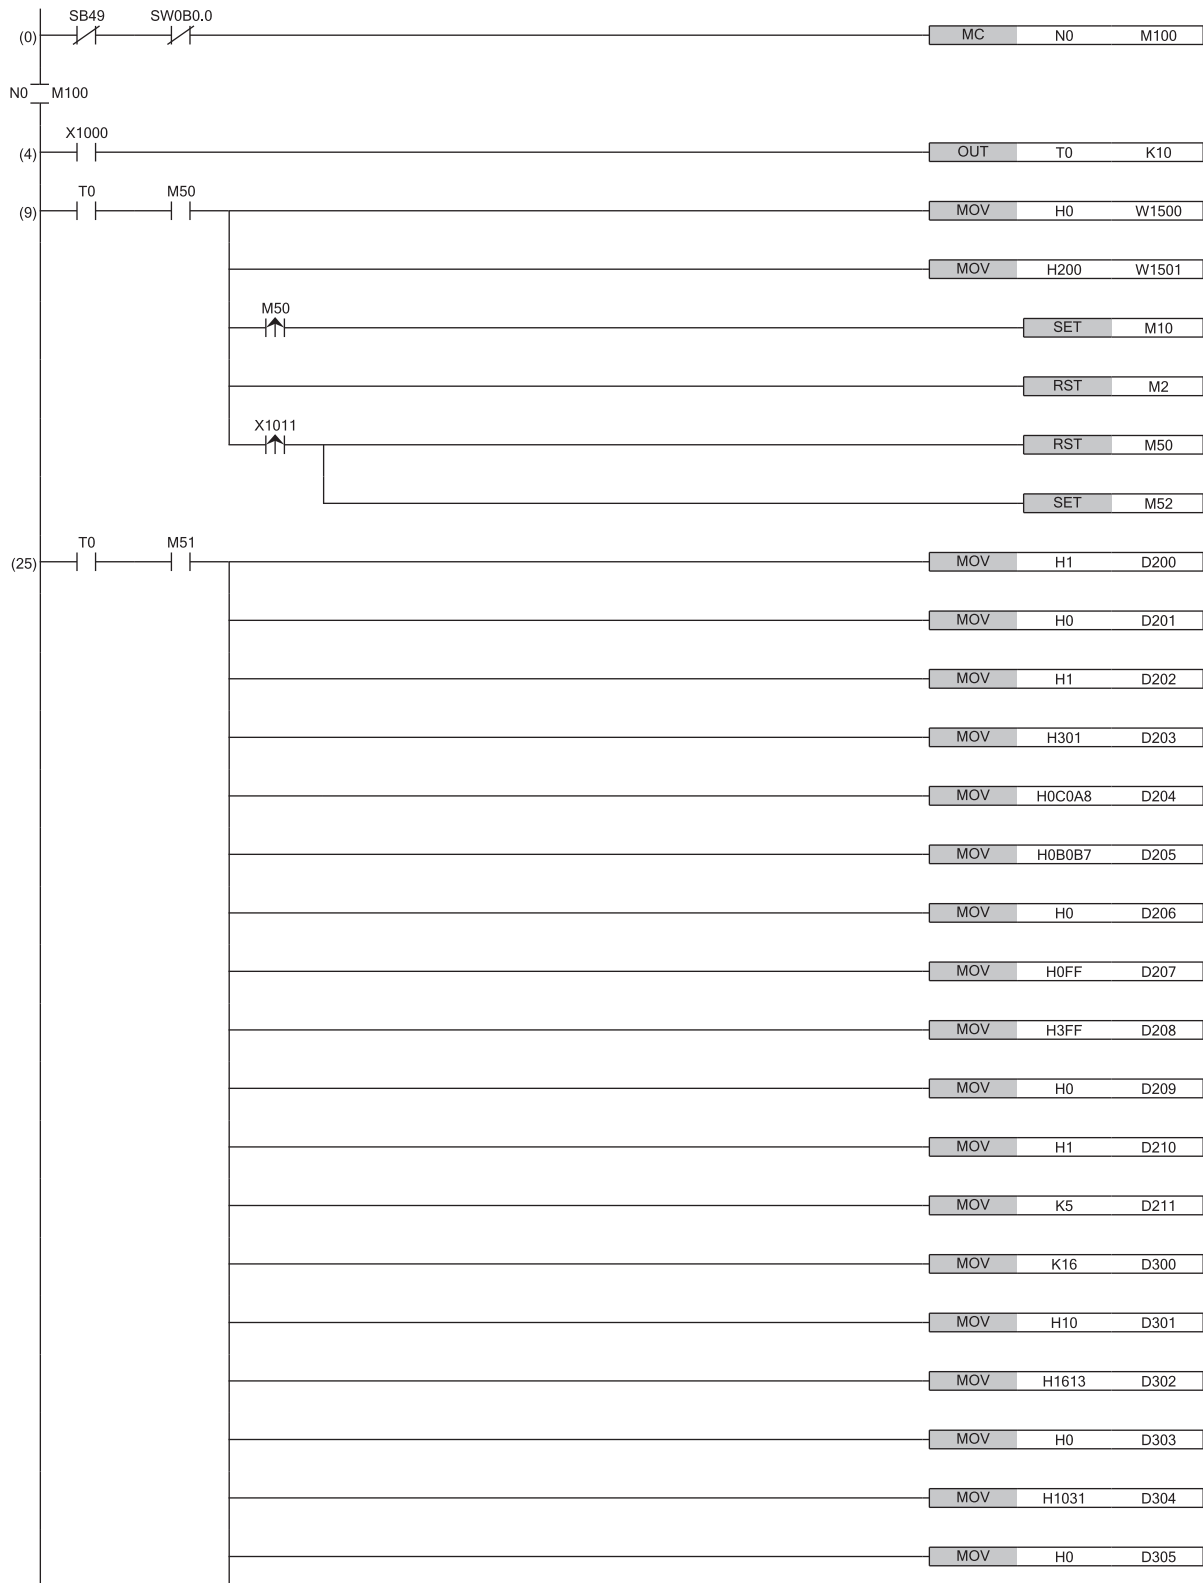 SB49 SW0B0.0
(0) MC N0 M100
N0 M100
X1000
(4) OUT T0 K10
T0 M50
(9) MOV H0 W1500
MOV H200 W1501
M50
SET M10
RST M2
X1011
RST M50
SET M52
T0 M51
(25) MOV H1 D200
MOV H0 D201
MOV H1 D202
MOV H301 D203
MOV H0C0A8 D204
MOV H0B0B7 D205
MOV H0 D206
MOV H0FF D207
MOV H3FF D208
MOV H0 D209
MOV H1 D210
MOV K5 D211
MOV K16 D300
MOV H10 D301
MOV H1613 D302
MOV H0 D303
MOV H1031 D304
MOV H0 D305